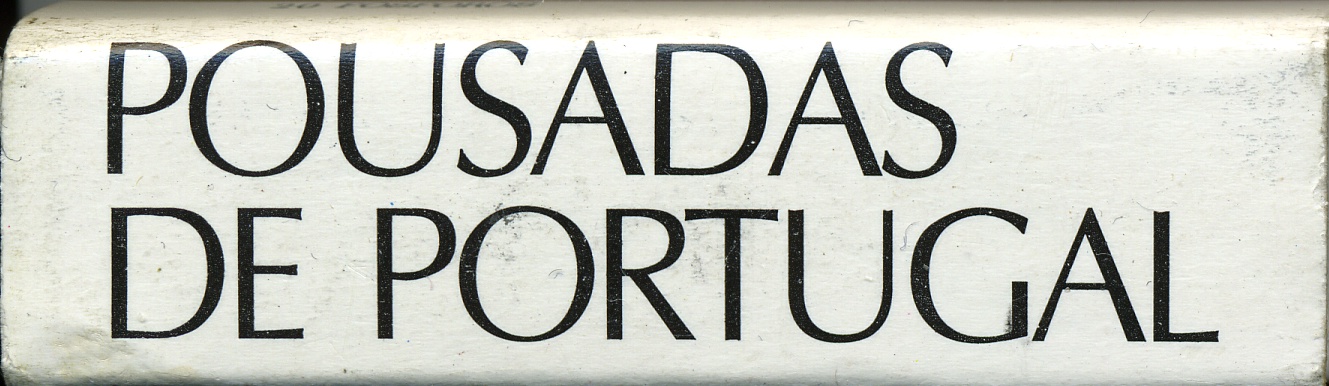 POUSADAS
DE PORTUGAL